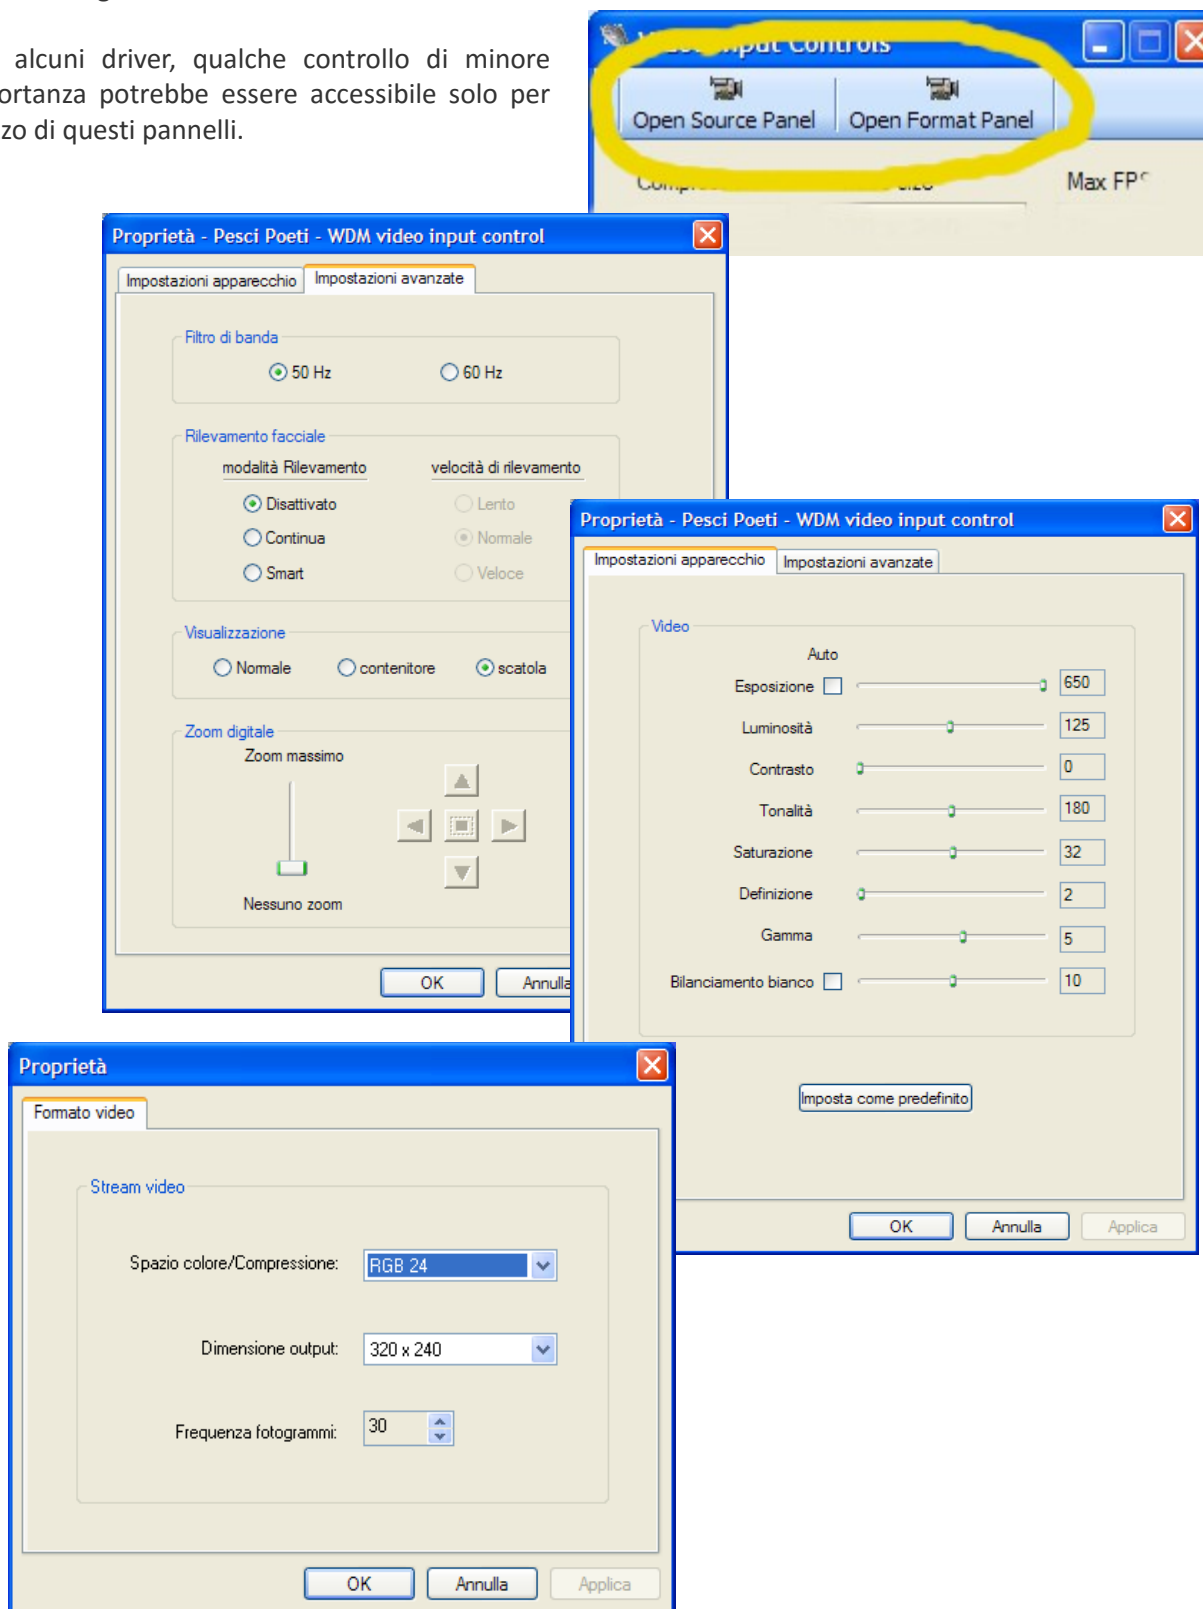 alcuni driver, qualche controllo di minore
potrebbe essere accessibile solo per
di questi pannelli.
Input Controls
Open Source Panel
Open Format Panel
Max
Proprietà - Pesci Poeti - WDM video input control
Impostazioni apparecchio
Impostazioni avanzate
Filtro di banda
50 Hz
60 Hz
Rilevamento facciale
modalità Rilevamento
velocità di rilevamento
Disattivato
Lento
Continua
Normale
Smart
Veloce
Visualizzazione
Normale
contenitore
scatola
Zoom digitale
Zoom massimo
Nessuno zoom
OK
Annulla
Proprietà - Pesci Poeti - WDM video input control
Impostazioni apparecchio
Impostazioni avanzate
Video
Auto
Esposizione 650
Luminosità 125
Contrasto 0
Tonalità 180
Saturazione 32
Definizione 2
Gamma 5
Bilanciamento bianco 10
Imposta come predefinito
OK
Annulla
Applica
Proprietà
Formato video
Stream video
Spazio colore/Compressione: RGB 24
Dimensione output: 320 x 240
Frequenza fotogrammi: 30
OK
Annulla
Applica